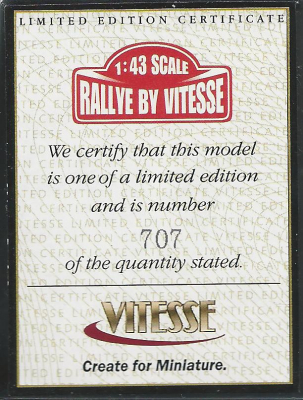 LIMITED EDITION CERTIFICATE
1:43 SCALE
RALLYE BY VITESSE
We certify that this model
is one of a limited edition
and is number
707
of the quantity stated.
VITESSE
Create for Miniature.